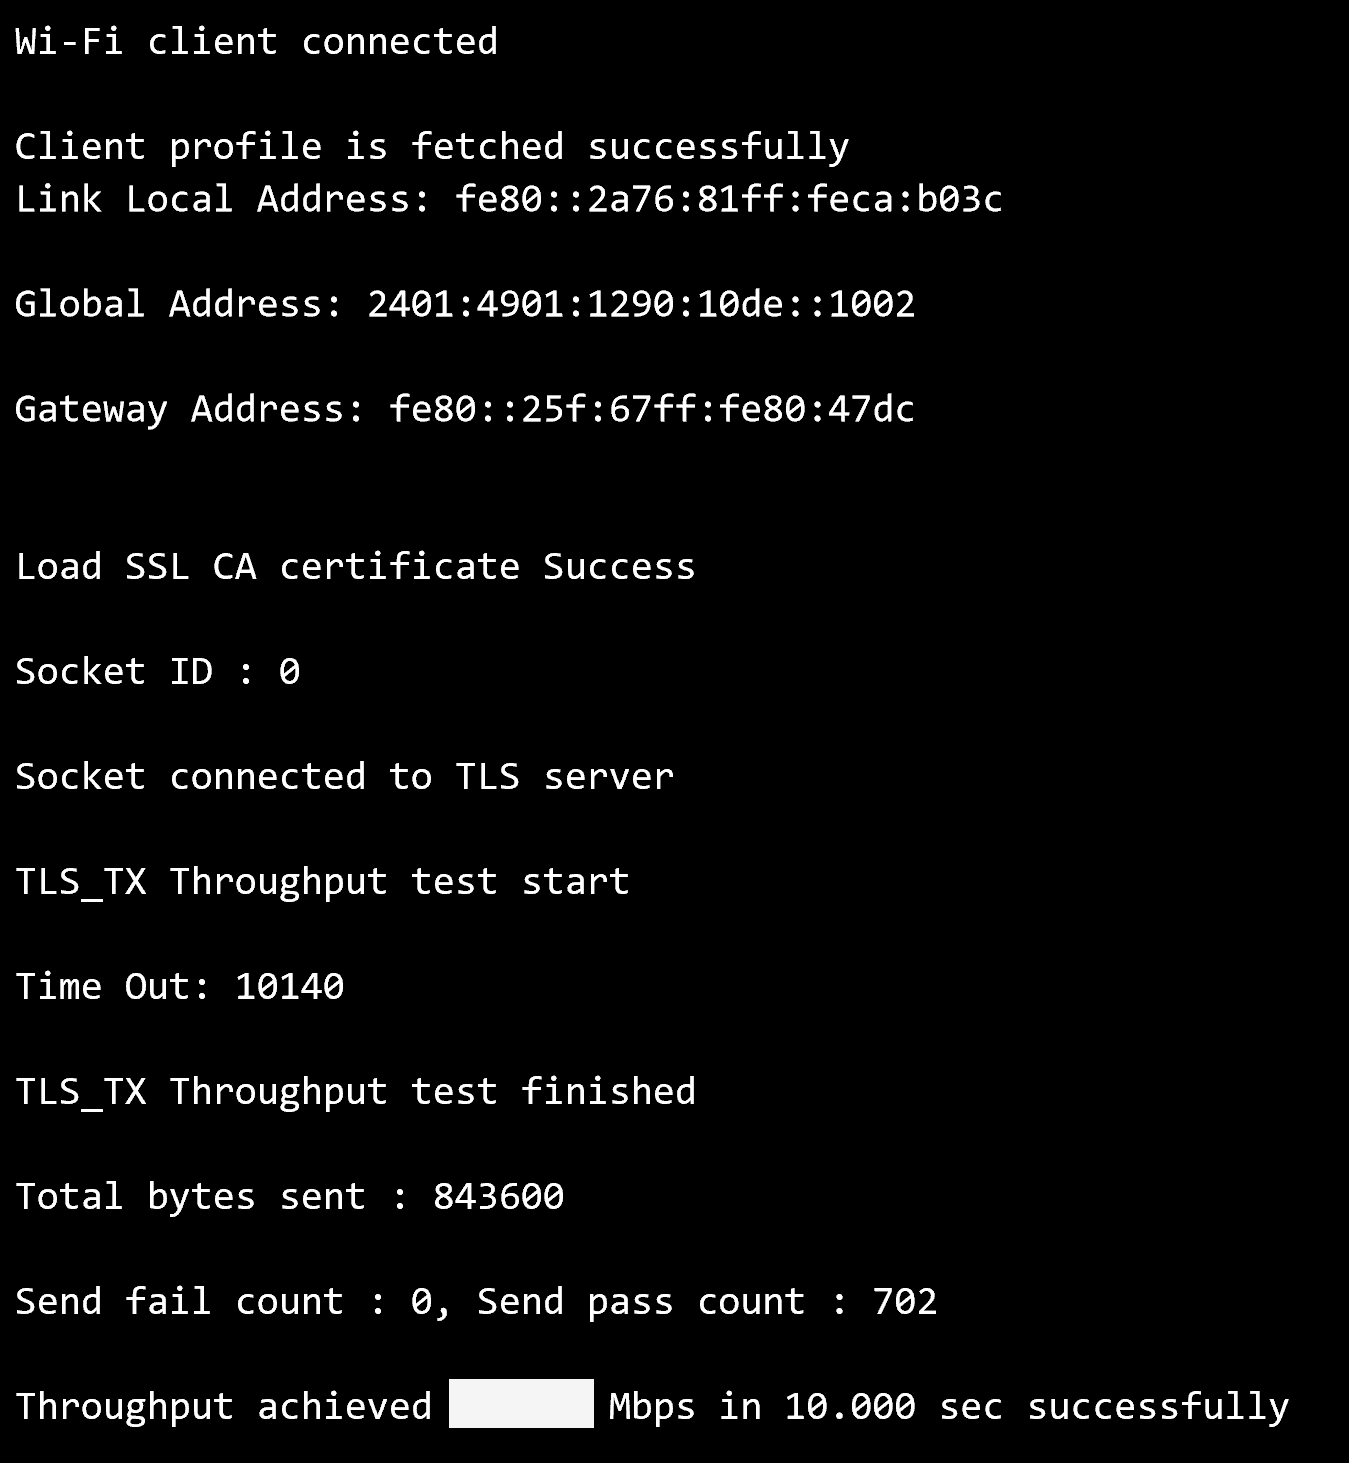 Wi-Fi client connected
Client profile is fetched successfully
Link Local Address: fe80::2a76:81ff:feca:b03c
Global Address: 2401:4901:1290:10de::1002
Gateway Address: fe80::25f:67ff:fe80:47dc
Load SSL CA certificate Success
Socket ID : 0
Socket connected to TLS server
TLS_TX Throughput test start
Time Out: 10140
TLS_TX Throughput test finished
Total bytes sent : 843600
Send fail count : 0, Send pass count : 702
Throughput achieved Mbps in 10.000 sec successfully